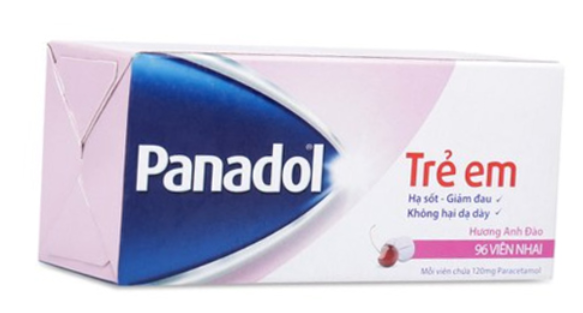 Panadol®
Trẻ em
Hạ sốt - Giảm đau ✓
Không hại dạ dày ✓
Hương Anh Đào
96 VIÊN NHAI
Mỗi viên chứa 120mg Paracetamol